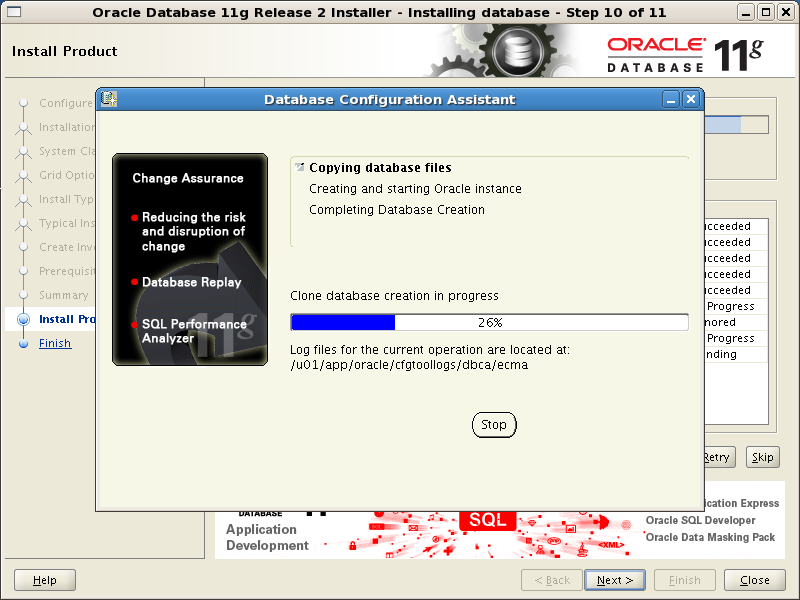 Oracle Database 11g Release 2 Installer - Installing database - Step 10 of 11
Install Product
ORACLE
DATABASE
11g
Configure
Installation
System Cla
Grid Optio
Install Typ
Typical Ins
Create Inve
Prerequisit
Summary
Install Pro
Finish
Database Configuration Assistant
Change Assurance
Reducing the risk
and disruption of
change
Database Replay
SQL Performance
Analyzer
11g
Copying database files
Creating and starting Oracle instance
Completing Database Creation
Clone database creation in progress
26%
Log files for the current operation are located at:
/u01/app/oracle/cfgtoollogs/dbca/ecma
Stop
ucceeded
ucceeded
ucceeded
ucceeded
ucceeded
Progress
nored
Progress
nding
Retry
Skip
DATABASE
Application
Development
SQL
<XML>
ication Express
Oracle SQL Developer
Oracle Data Masking Pack
Help
< Back
Next >
Finish
Close